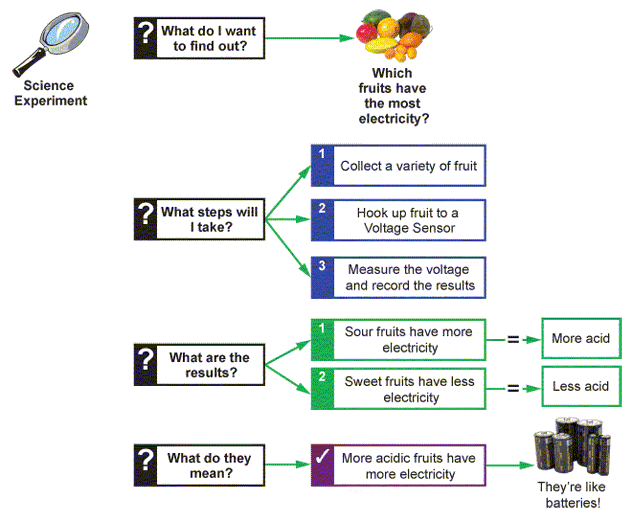 Science
Experiment
?
What do I want
to find out?
Which
fruits have
the most
electricity?
?
What steps will
I take?
1
Collect a variety of fruit
2
Hook up fruit to a
Voltage Sensor
3
Measure the voltage
and record the results
?
What are the
results?
1
Sour fruits have more
electricity
=
More acid
2
Sweet fruits have less
electricity
=
Less acid
?
What do they
mean?
✓
More acidic fruits have
more electricity
They're like
batteries!